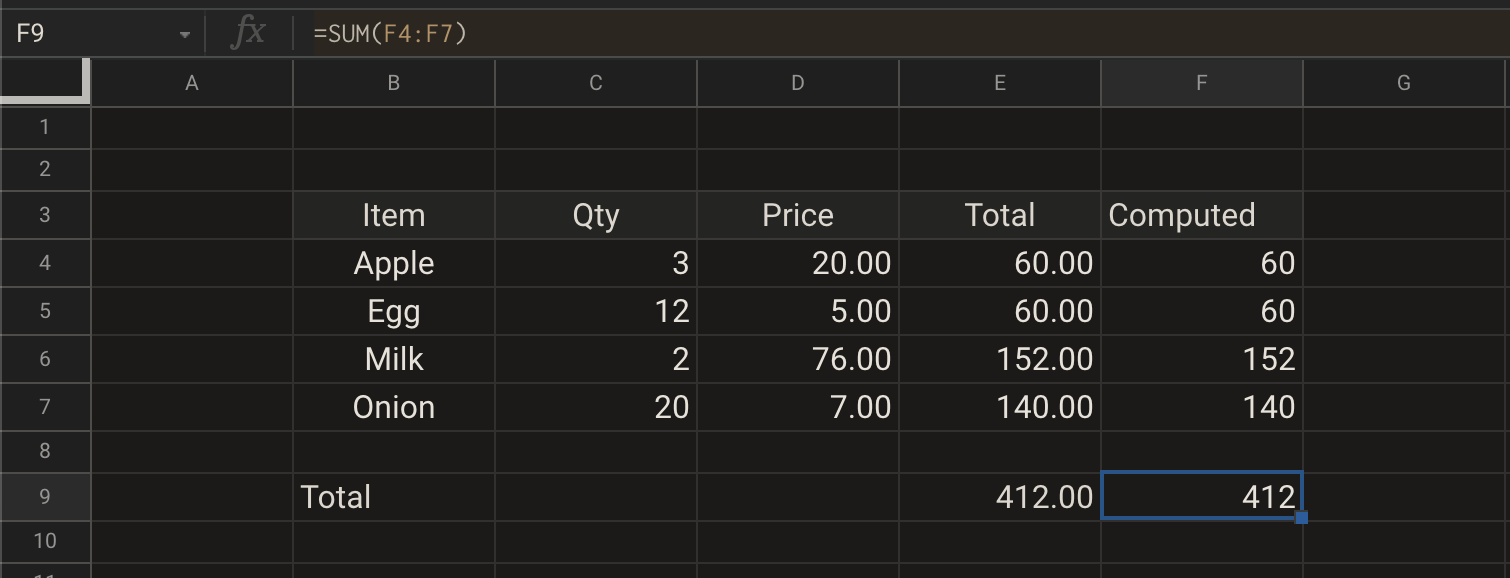 F9 fx =SUM(F4:F7)
A B C D E F G
1
2
3 Item Qty Price Total Computed
4 Apple 3 20.00 60.00 60
5 Egg 12 5.00 60.00 60
6 Milk 2 76.00 152.00 152
7 Onion 20 7.00 140.00 140
8
9 Total 412.00 412
10